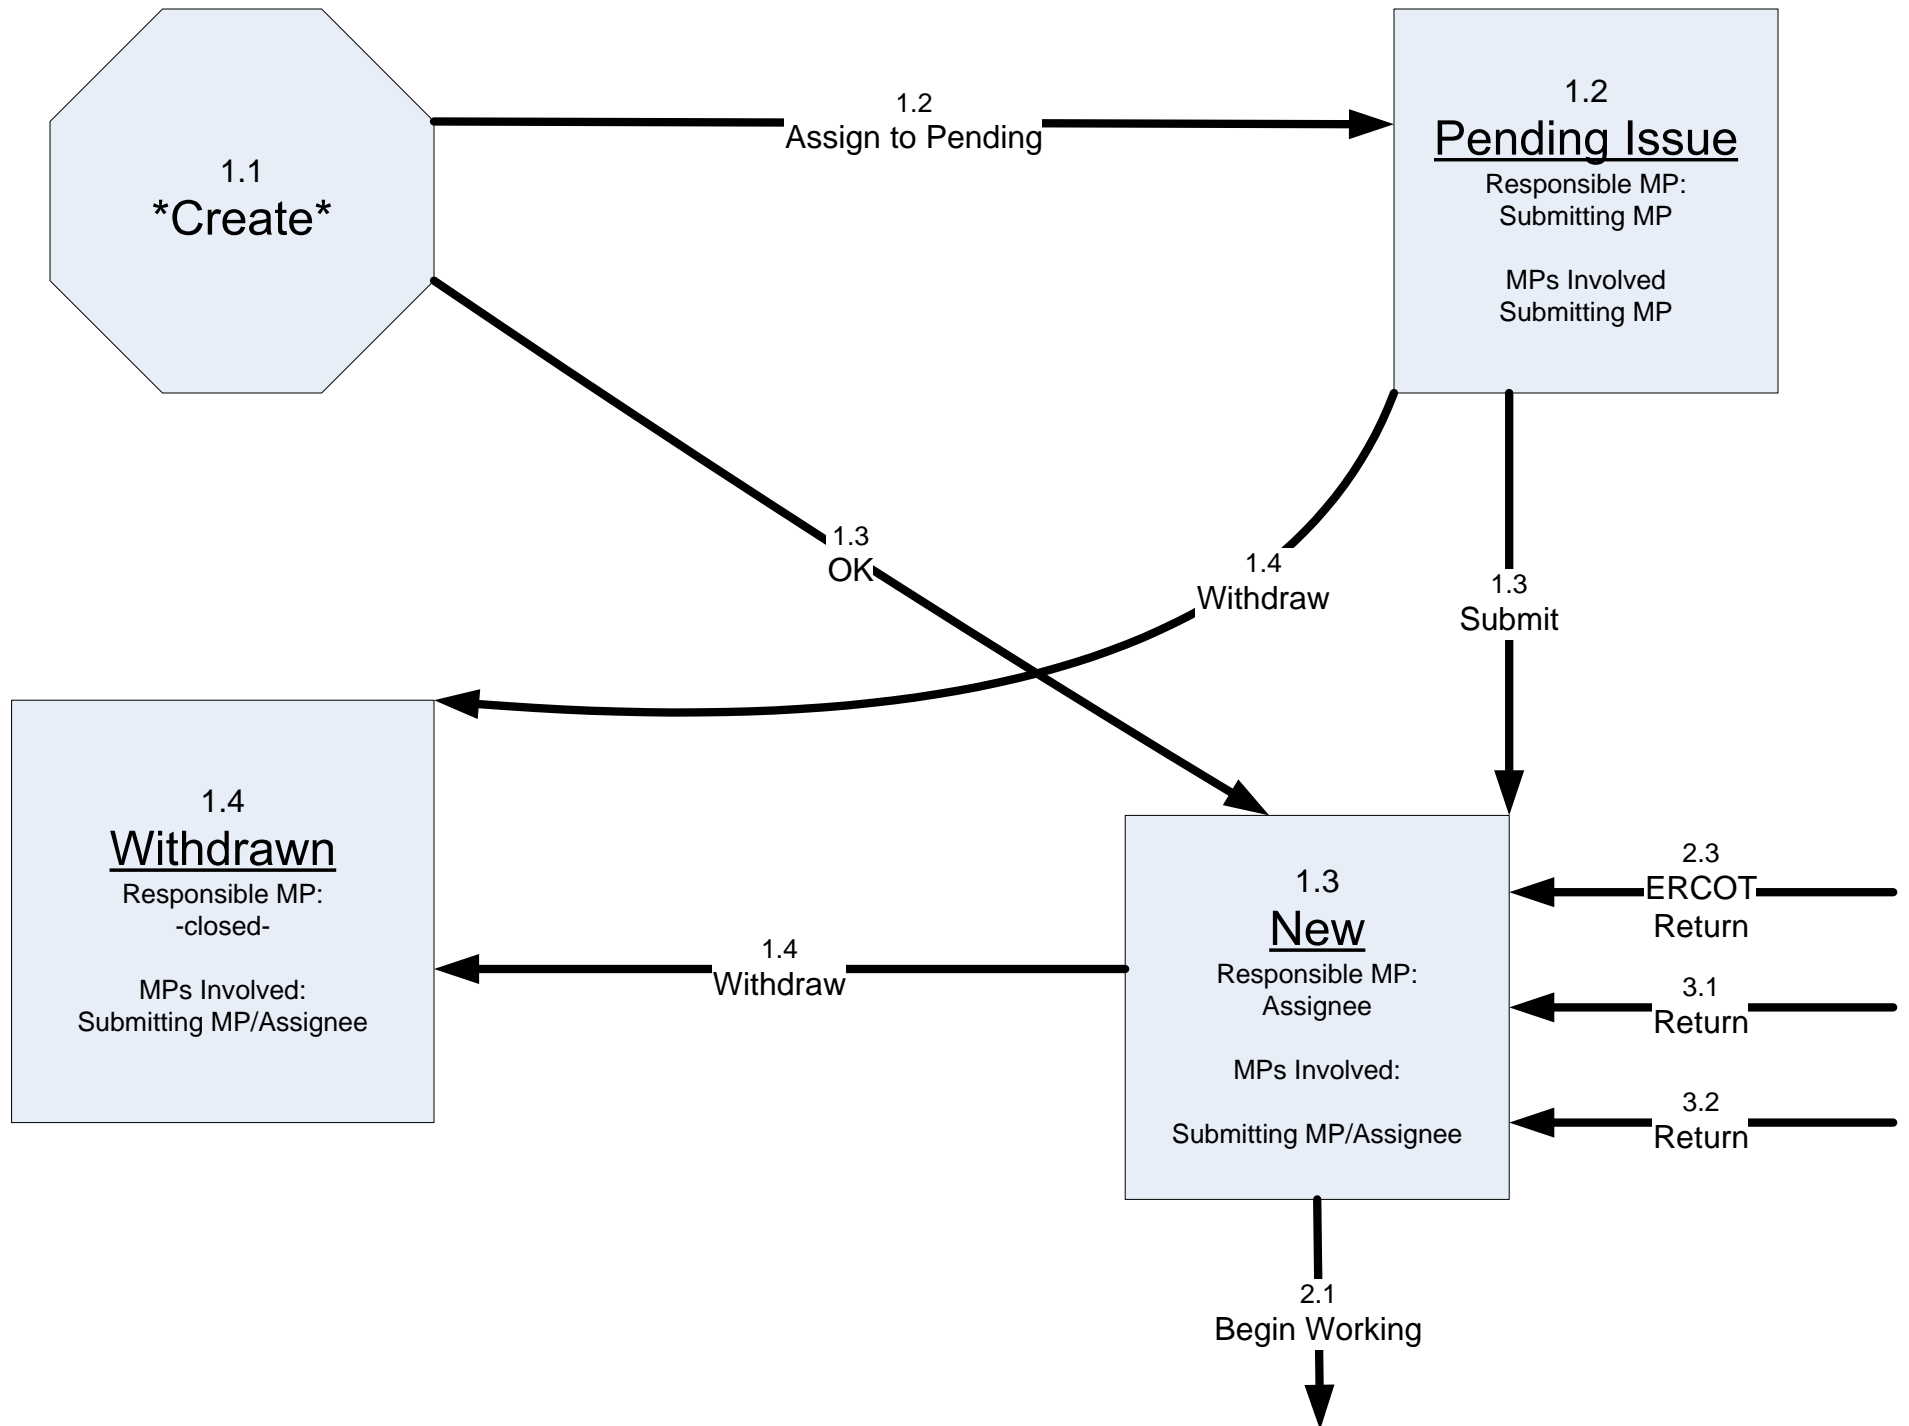 1.1
*Create*
1.2
Assign to Pending
1.2
Pending Issue
Responsible MP:
Submitting MP
MPs Involved
Submitting MP
1.3
OK
1.4
Withdraw
1.3
Submit
1.4
Withdrawn
Responsible MP:
-closed-
MPs Involved:
Submitting MP/Assignee
1.4
Withdraw
1.3
New
Responsible MP:
Assignee
MPs Involved:
Submitting MP/Assignee
2.3
ERCOT
Return
3.1
Return
3.2
Return
2.1
Begin Working